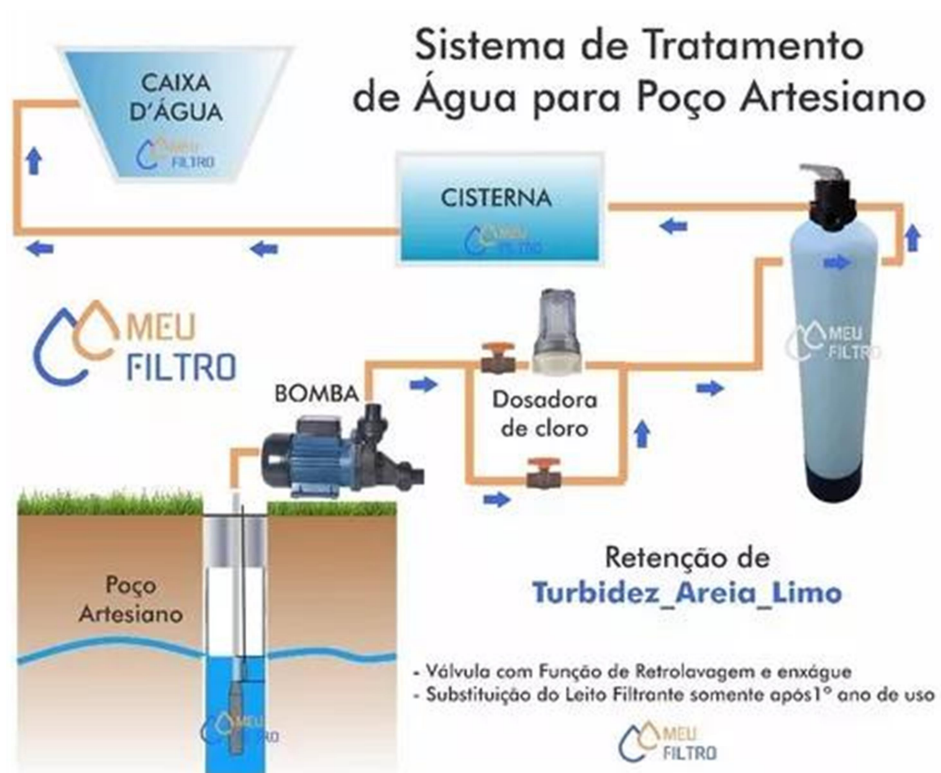 Sistema de Tratamento
de Água para Poço Artesiano
CAIXA
D'ÁGUA
MEU
FILTRO
CISTERNA
MEU
FILTRO
MEU
FILTRO
MEU
FILTRO
BOMBA
Dosadora
de cloro
Poço
Artesiano
Retenção de
Turbidez_Areia_Limo
- Válvula com Função de Retrolavagem e enxágue
- Substituição do Leito Filtrante somente após1º ano de uso
MEU
FILTRO
MEU
FILTRO